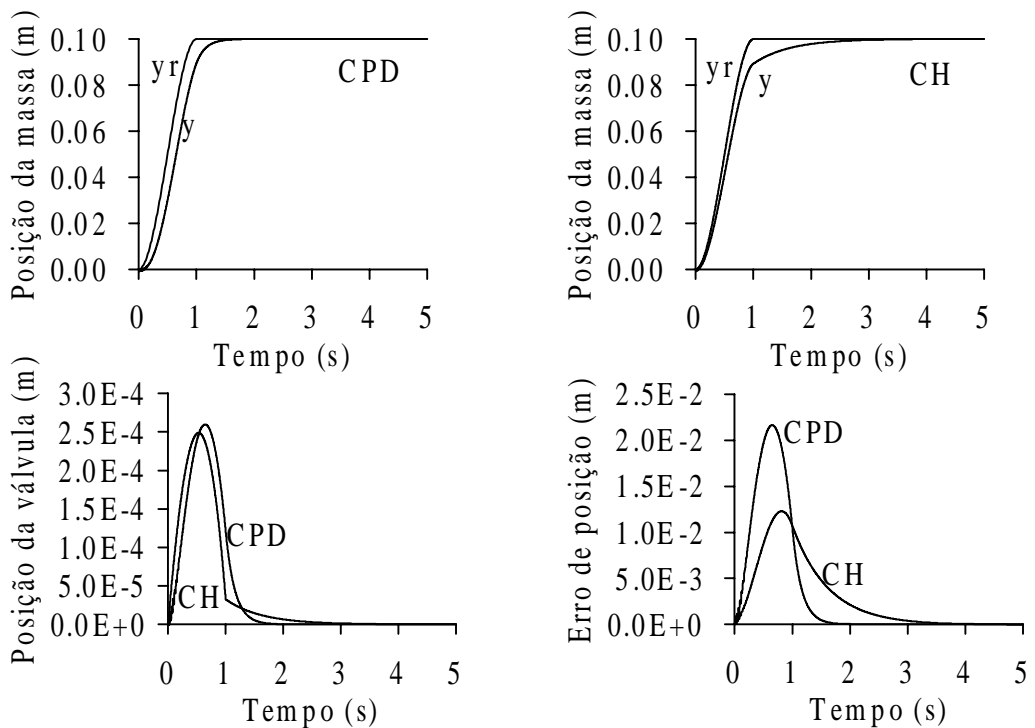 Posição da massa (m)
0.10
0.08
0.06
0.04
0.02
0.00
yr
y
CPD
0 1 2 3 4 5
Tempo (s)
Posição da massa (m)
0.10
0.08
0.06
0.04
0.02
0.00
yr
y
CH
0 1 2 3 4 5
Tempo (s)
Posição da válvula (m)
3.0E-4
2.5E-4
2.0E-4
1.5E-4
1.0E-4
5.0E-5
0.0E+0
CPD
CH
0 1 2 3 4 5
Tempo (s)
Erro de posição (m)
2.5E-2
2.0E-2
1.5E-2
1.0E-2
5.0E-3
0.0E+0
CPD
CH
0 1 2 3 4 5
Tempo (s)